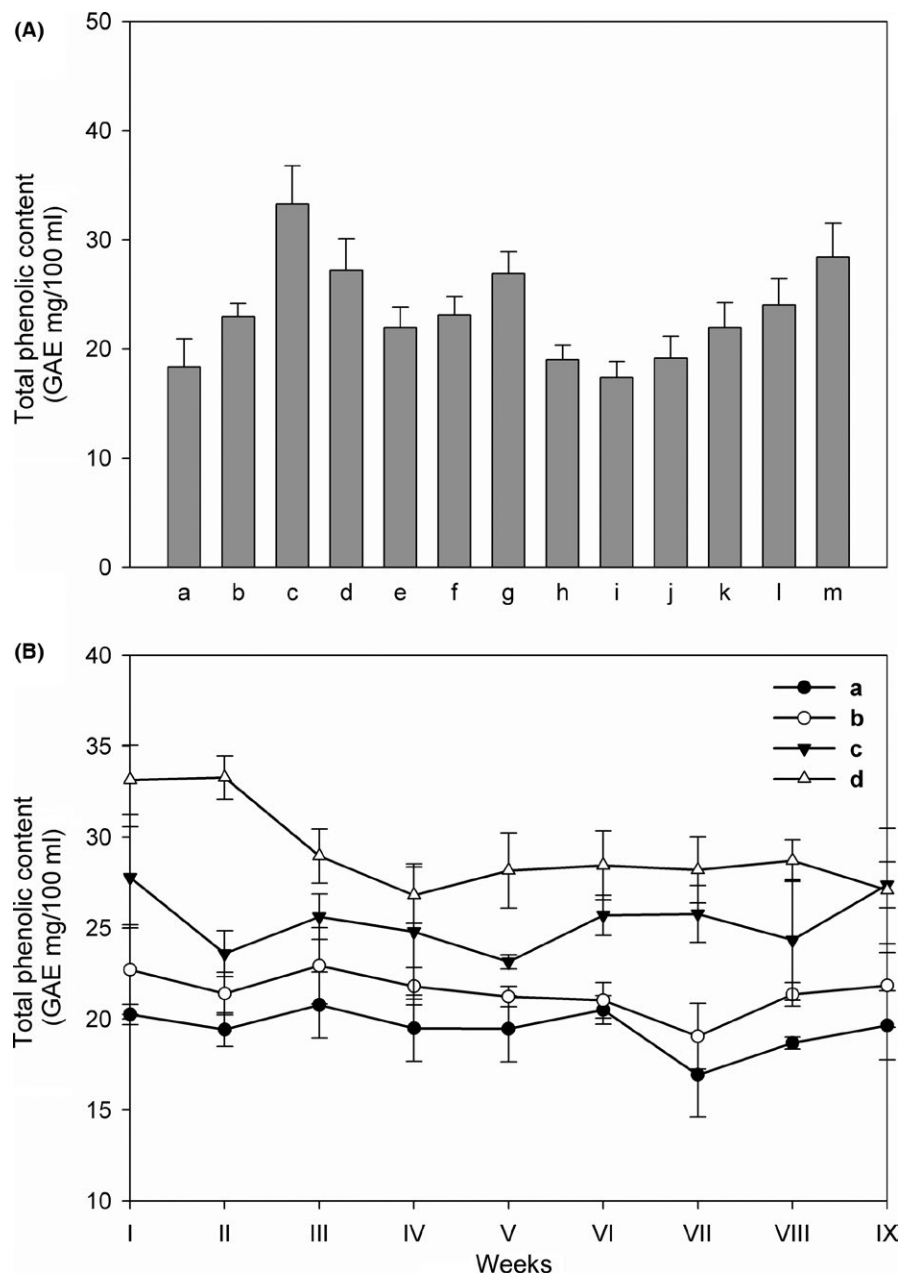 (A)
50
40
30
20
10
0
Total phenolic content
(GAE mg/100 ml)
a b c d e f g h i j k l m
(B)
40
35
30
25
20
15
10
Total phenolic content
(GAE mg/100 ml)
a
b
c
d
I II III IV V VI VII VIII IX
Weeks